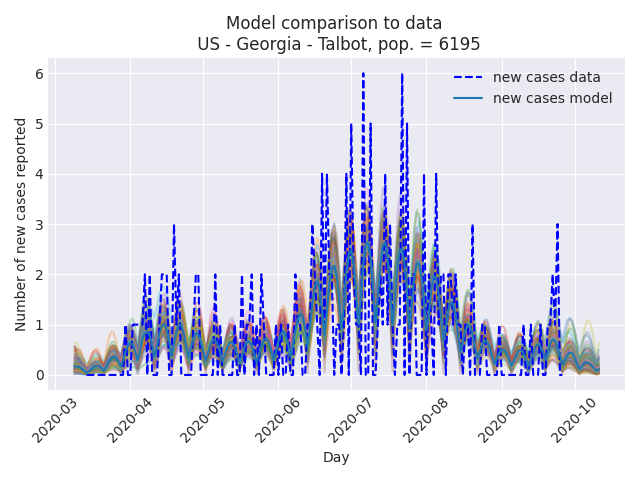 Model comparison to data
US - Georgia - Talbot, pop. = 6195
new cases data
new cases model
Number of new cases reported
6
5
4
3
2
1
0
2020-03
2020-04
2020-05
2020-06
2020-07
2020-08
2020-09
2020-10
Day